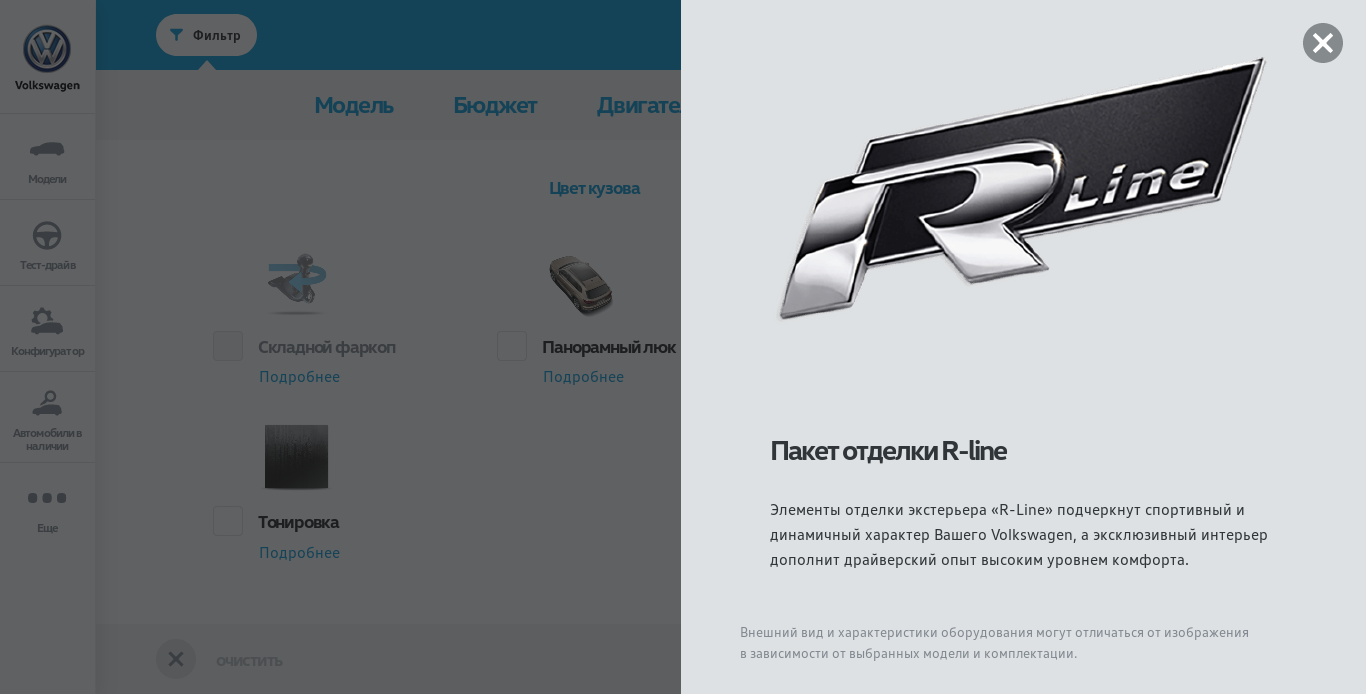 Volkswagen
Модели
Тест-драйв
Конфигуратор
Автомобили в
наличии
Еще
Фильтр
Модель
Бюджет
Цвет кузова
Складной фаркоп
Подробнее
Панорамный люк
Подробнее
Тонировка
Подробнее
ОЧИСТИТЬ
R Line
Пакет отделки R-line
Элементы отделки экстерьера «R-Line» подчеркнут спортивный и
динамичный характер Вашего Volkswagen, а эксклюзивный интерьер
дополнит драйверский опыт высоким уровнем комфорта.
Внешний вид и характеристики оборудования могут отличаться от изображения
в зависимости от выбранных модели и комплектации.